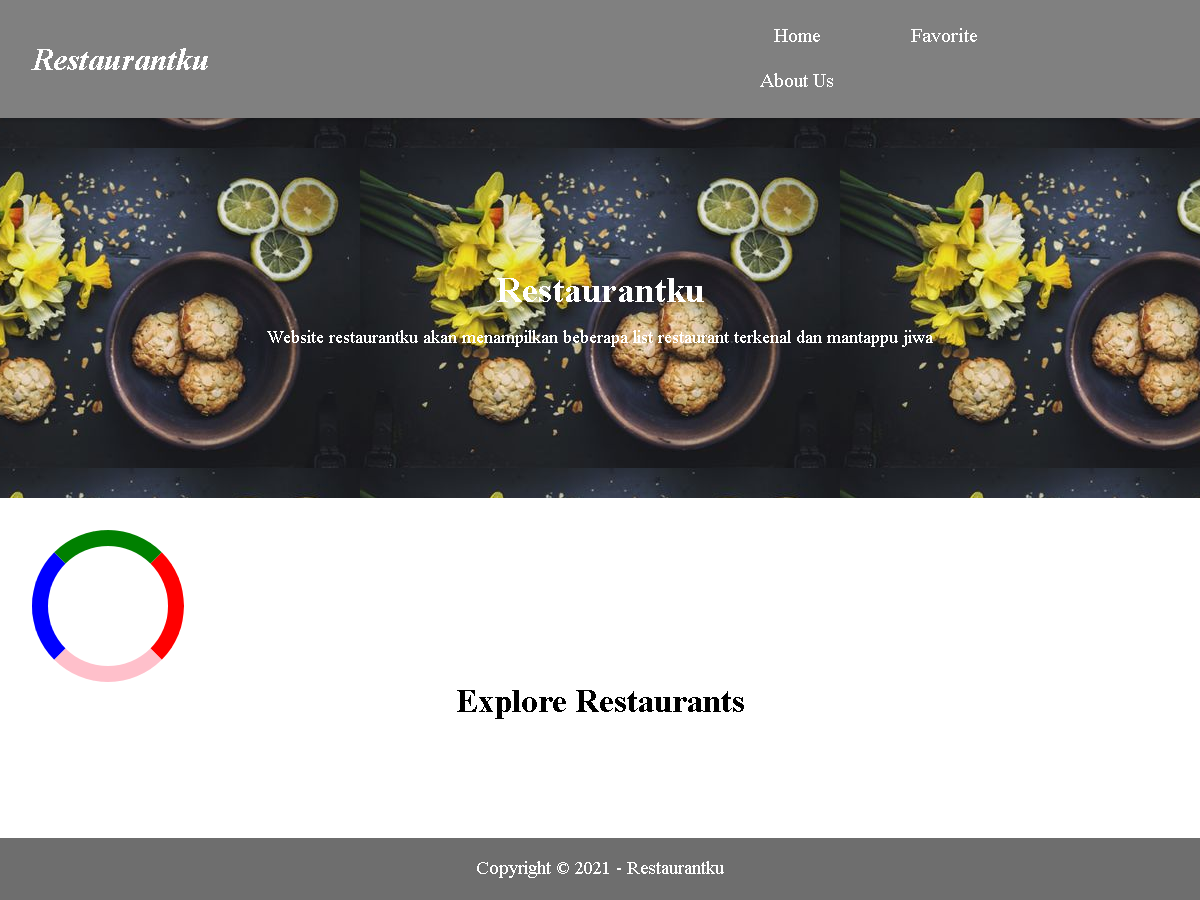 Restaurantku
Home
Favorite
About Us
Restaurantku
Website restaurantku akan menampilkan beberapa list restaurant terkenal dan mantappu jiwa
Explore Restaurants
Copyright © 2021 - Restaurantku